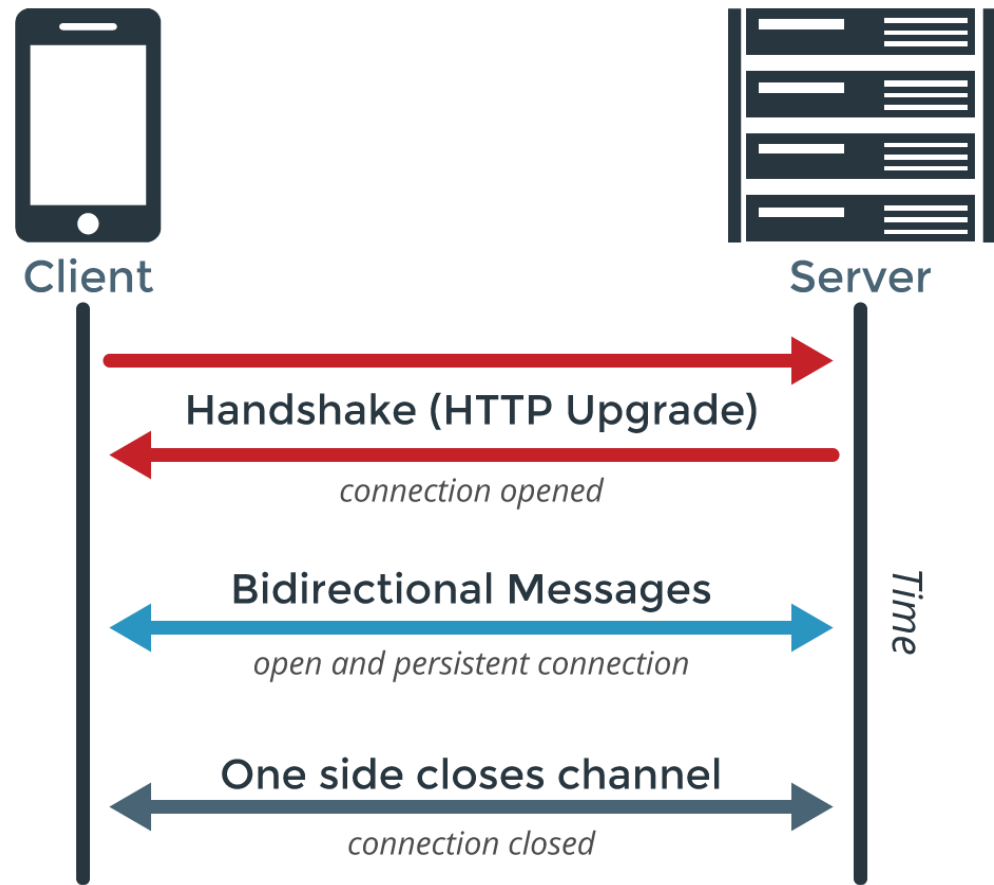 Client
Server
Handshake (HTTP Upgrade)
connection opened
Bidirectional Messages
open and persistent connection
Time
One side closes channel
connection closed